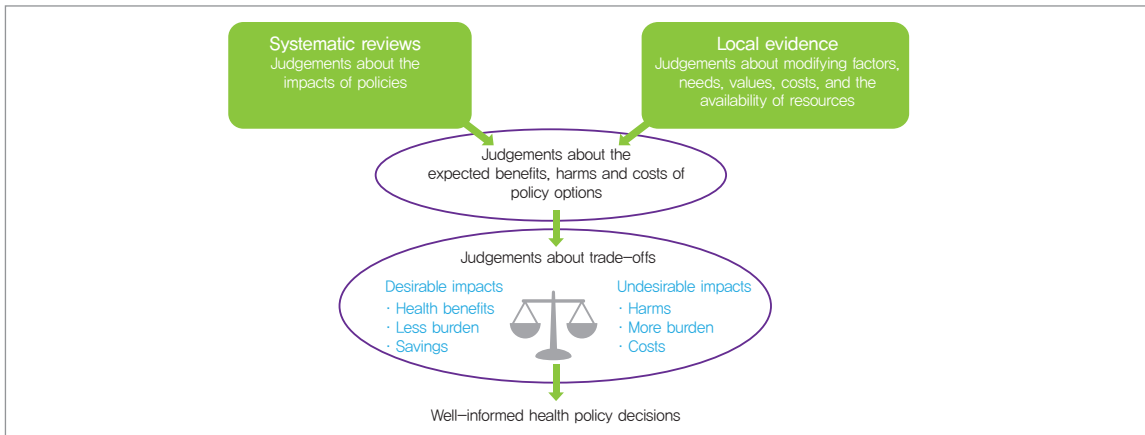 Systematic reviews
Judgements about the
impacts of policies
Local evidence
Judgements about modifying factors,
needs, values, costs, and the
availability of resources
Judgements about the
expected benefits, harms and costs of
policy options
Judgements about trade-offs
Desirable impacts
· Health benefits
· Less burden
· Savings
Undesirable impacts
· Harms
· More burden
· Costs
Well-informed health policy decisions